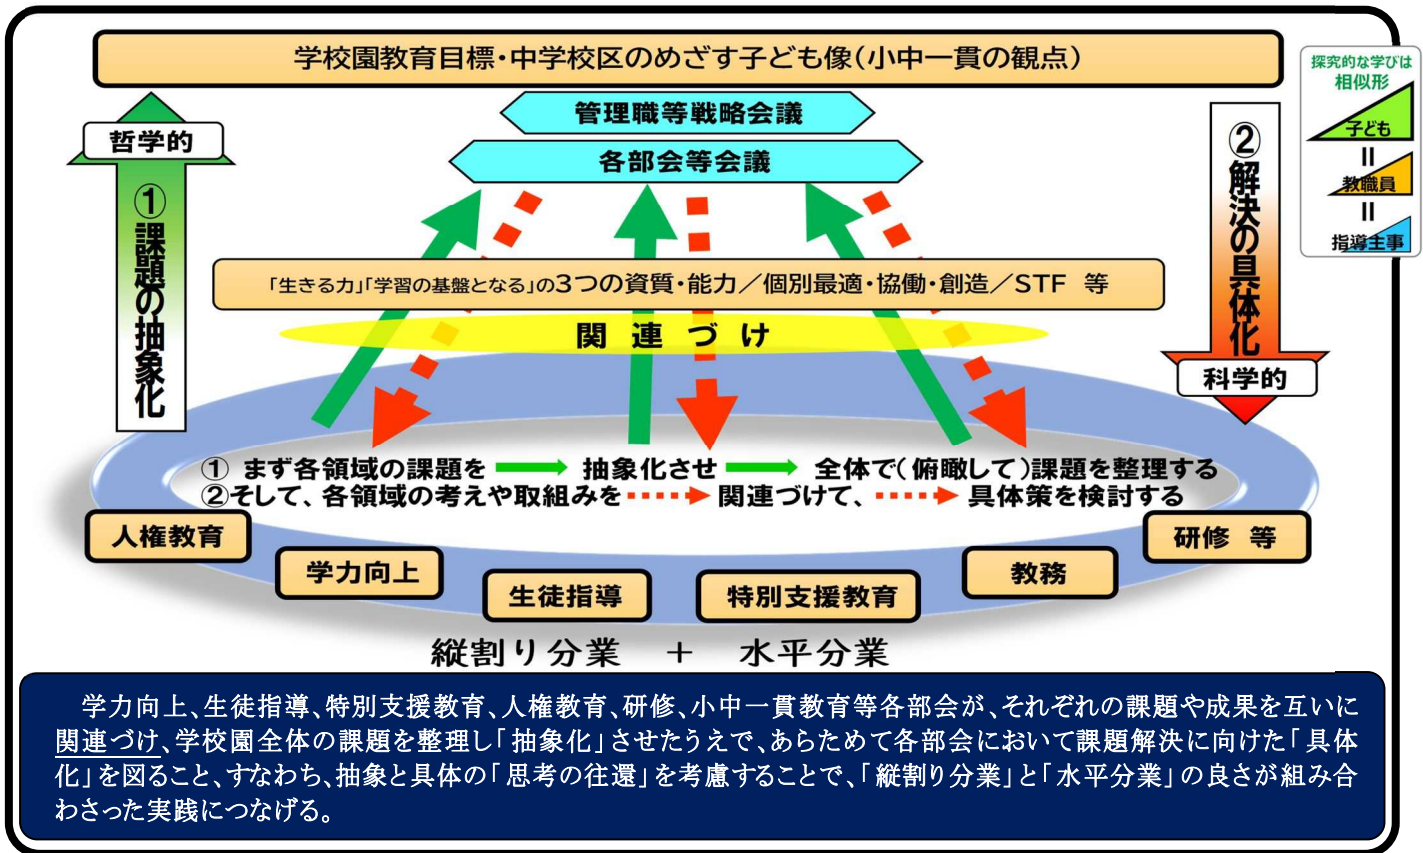 学校園教育目標・中学校区のめざす子ども像(小中一貫の観点)
探究的な学びは
相似形
子ども
=
教職員
=
指導主事
管理職等戦略会議
各部会等会議
哲学的
①課題の抽象化
②解決の具体化
科学的
「生きる力」「学習の基盤となる」の3つの資質・能力/個別最適・協働・創造/STF 等
関連づけ
① まず各領域の課題を 抽象化させ 全体で(俯瞰して)課題を整理する
②そして、各領域の考えや取組みを 関連づけて、 具体策を検討する
人権教育
学力向上
生徒指導
特別支援教育
教務
研修 等
縦割り分業 + 水平分業
学力向上、生徒指導、特別支援教育、人権教育、研修、小中一貫教育等各部会が、それぞれの課題や成果を互いに
関連づけ、学校園全体の課題を整理し「抽象化」させたうえで、あらためて各部会において課題解決に向けた「具体
化」を図ること、すなわち、抽象と具体の「思考の往還」を考慮することで、「縦割り分業」と「水平分業」の良さが組み合
わさった実践につなげる。